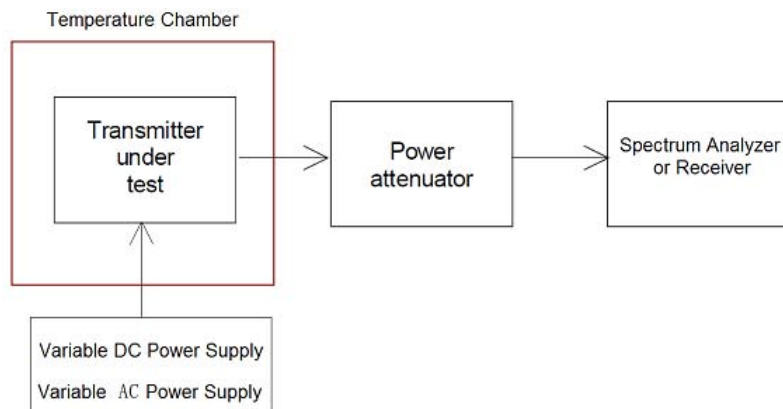 Temperature Chamber
Transmitter
under
test
Power
attenuator
Spectrum Analyzer
or Receiver
Variable DC Power Supply
Variable AC Power Supply